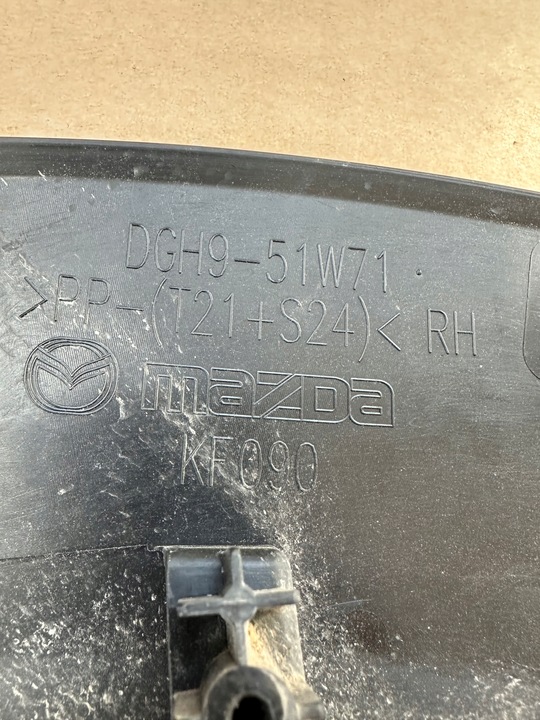 DGH9-51W71
>PP-(T21+S24)< RH
mazda
KF090